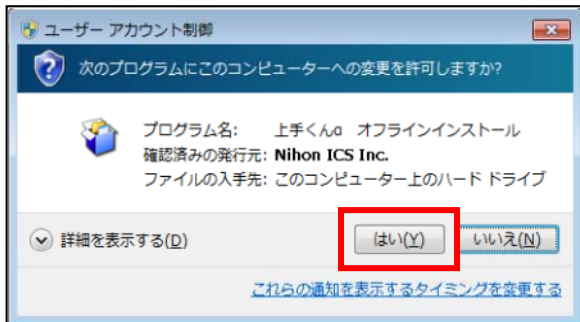 ユーザー アカウント制御
次のプログラムにこのコンピューターへの変更を許可しますか?
プログラム名: 上手くんα オフラインインストール
確認済みの発行元: Nihon ICS Inc.
ファイルの入手先: このコンピューター上のハード ドライブ
詳細を表示する(D) はい(Y) いいえ(N)
これらの通知を表示するタイミングを変更する